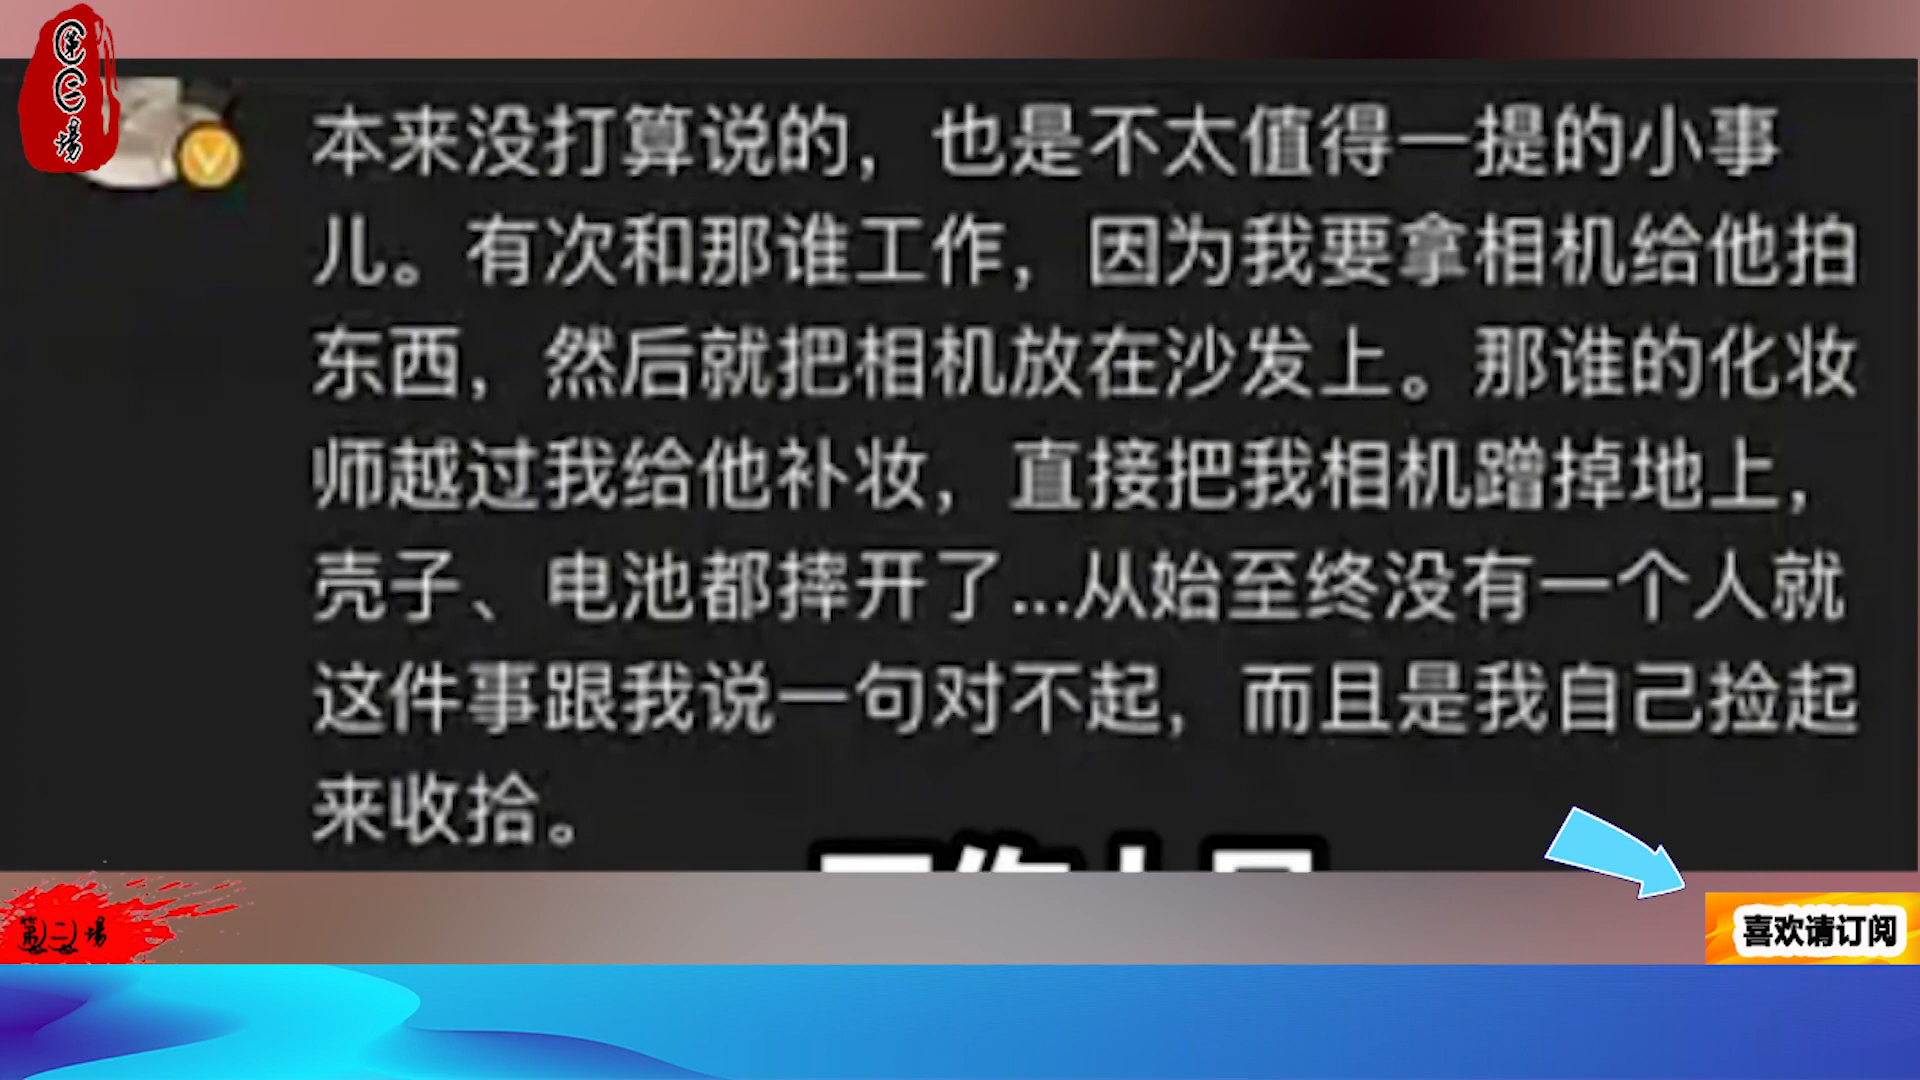 第二場
本来没打算说的，也是不太值得一提的小事
儿。有次和那谁工作，因为我要拿相机给他拍
东西，然后就把相机放在沙发上。那谁的化妆
师越过我给他补妆，直接把我相机蹭掉地上，
壳子、电池都摔开了...从始至终没有一个人就
这件事跟我说一句对不起，而且是我自己捡起
来收拾。
第二場
喜欢请订阅